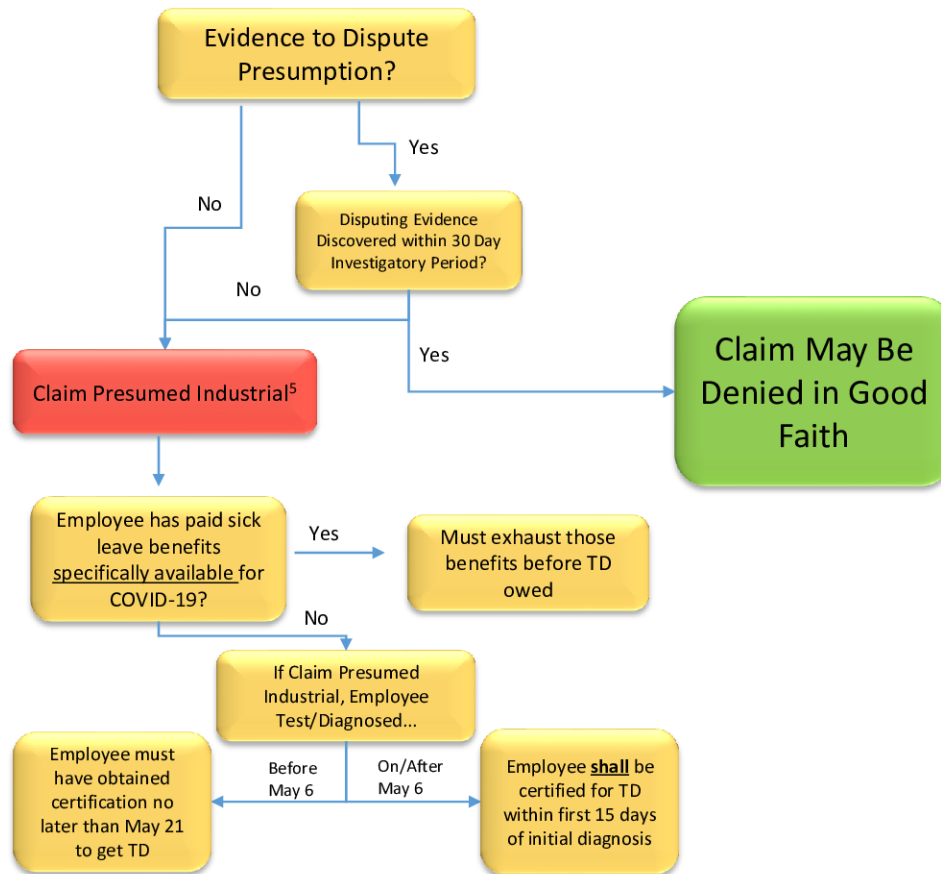 Evidence to Dispute
Presumption?
Yes
No
Disputing Evidence
Discovered within 30 Day
Investigatory Period?
No
Yes
Claim May Be
Denied in Good
Faith
Claim Presumed Industrial⁵
Employee has paid sick
leave benefits
specifically available for
COVID-19?
Yes
Must exhaust those
benefits before TD
owed
No
If Claim Presumed
Industrial, Employee
Test/Diagnosed...
Employee must
have obtained
certification no
later than May 21
to get TD
Before
May 6
On/After
May 6
Employee shall be
certified for TD
within first 15 days
of initial diagnosis